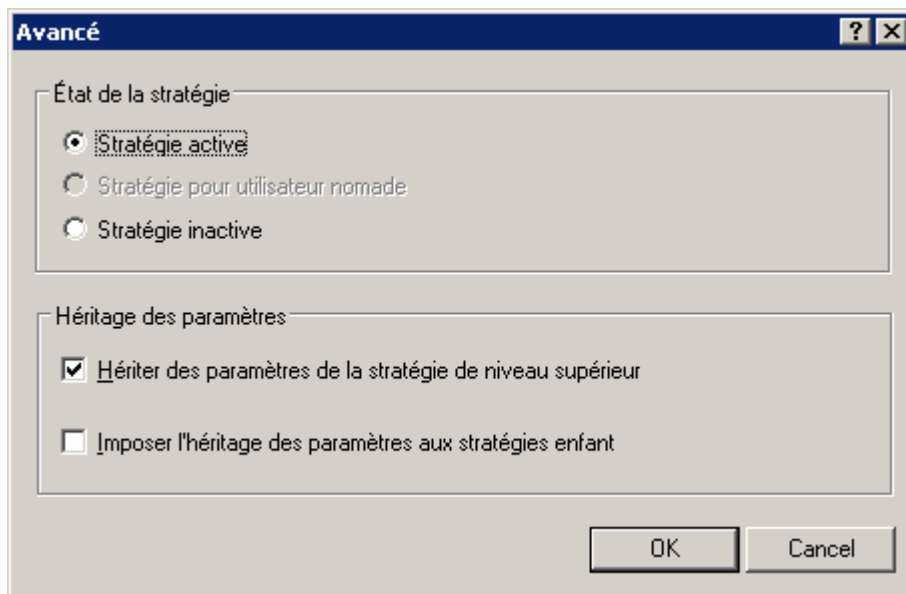 Avancé
État de la stratégie
Stratégie active
Stratégie pour utilisateur nomade
Stratégie inactive
Héritage des paramètres
Hériter des paramètres de la stratégie de niveau supérieur
Imposer l'héritage des paramètres aux stratégies enfant
OK Cancel